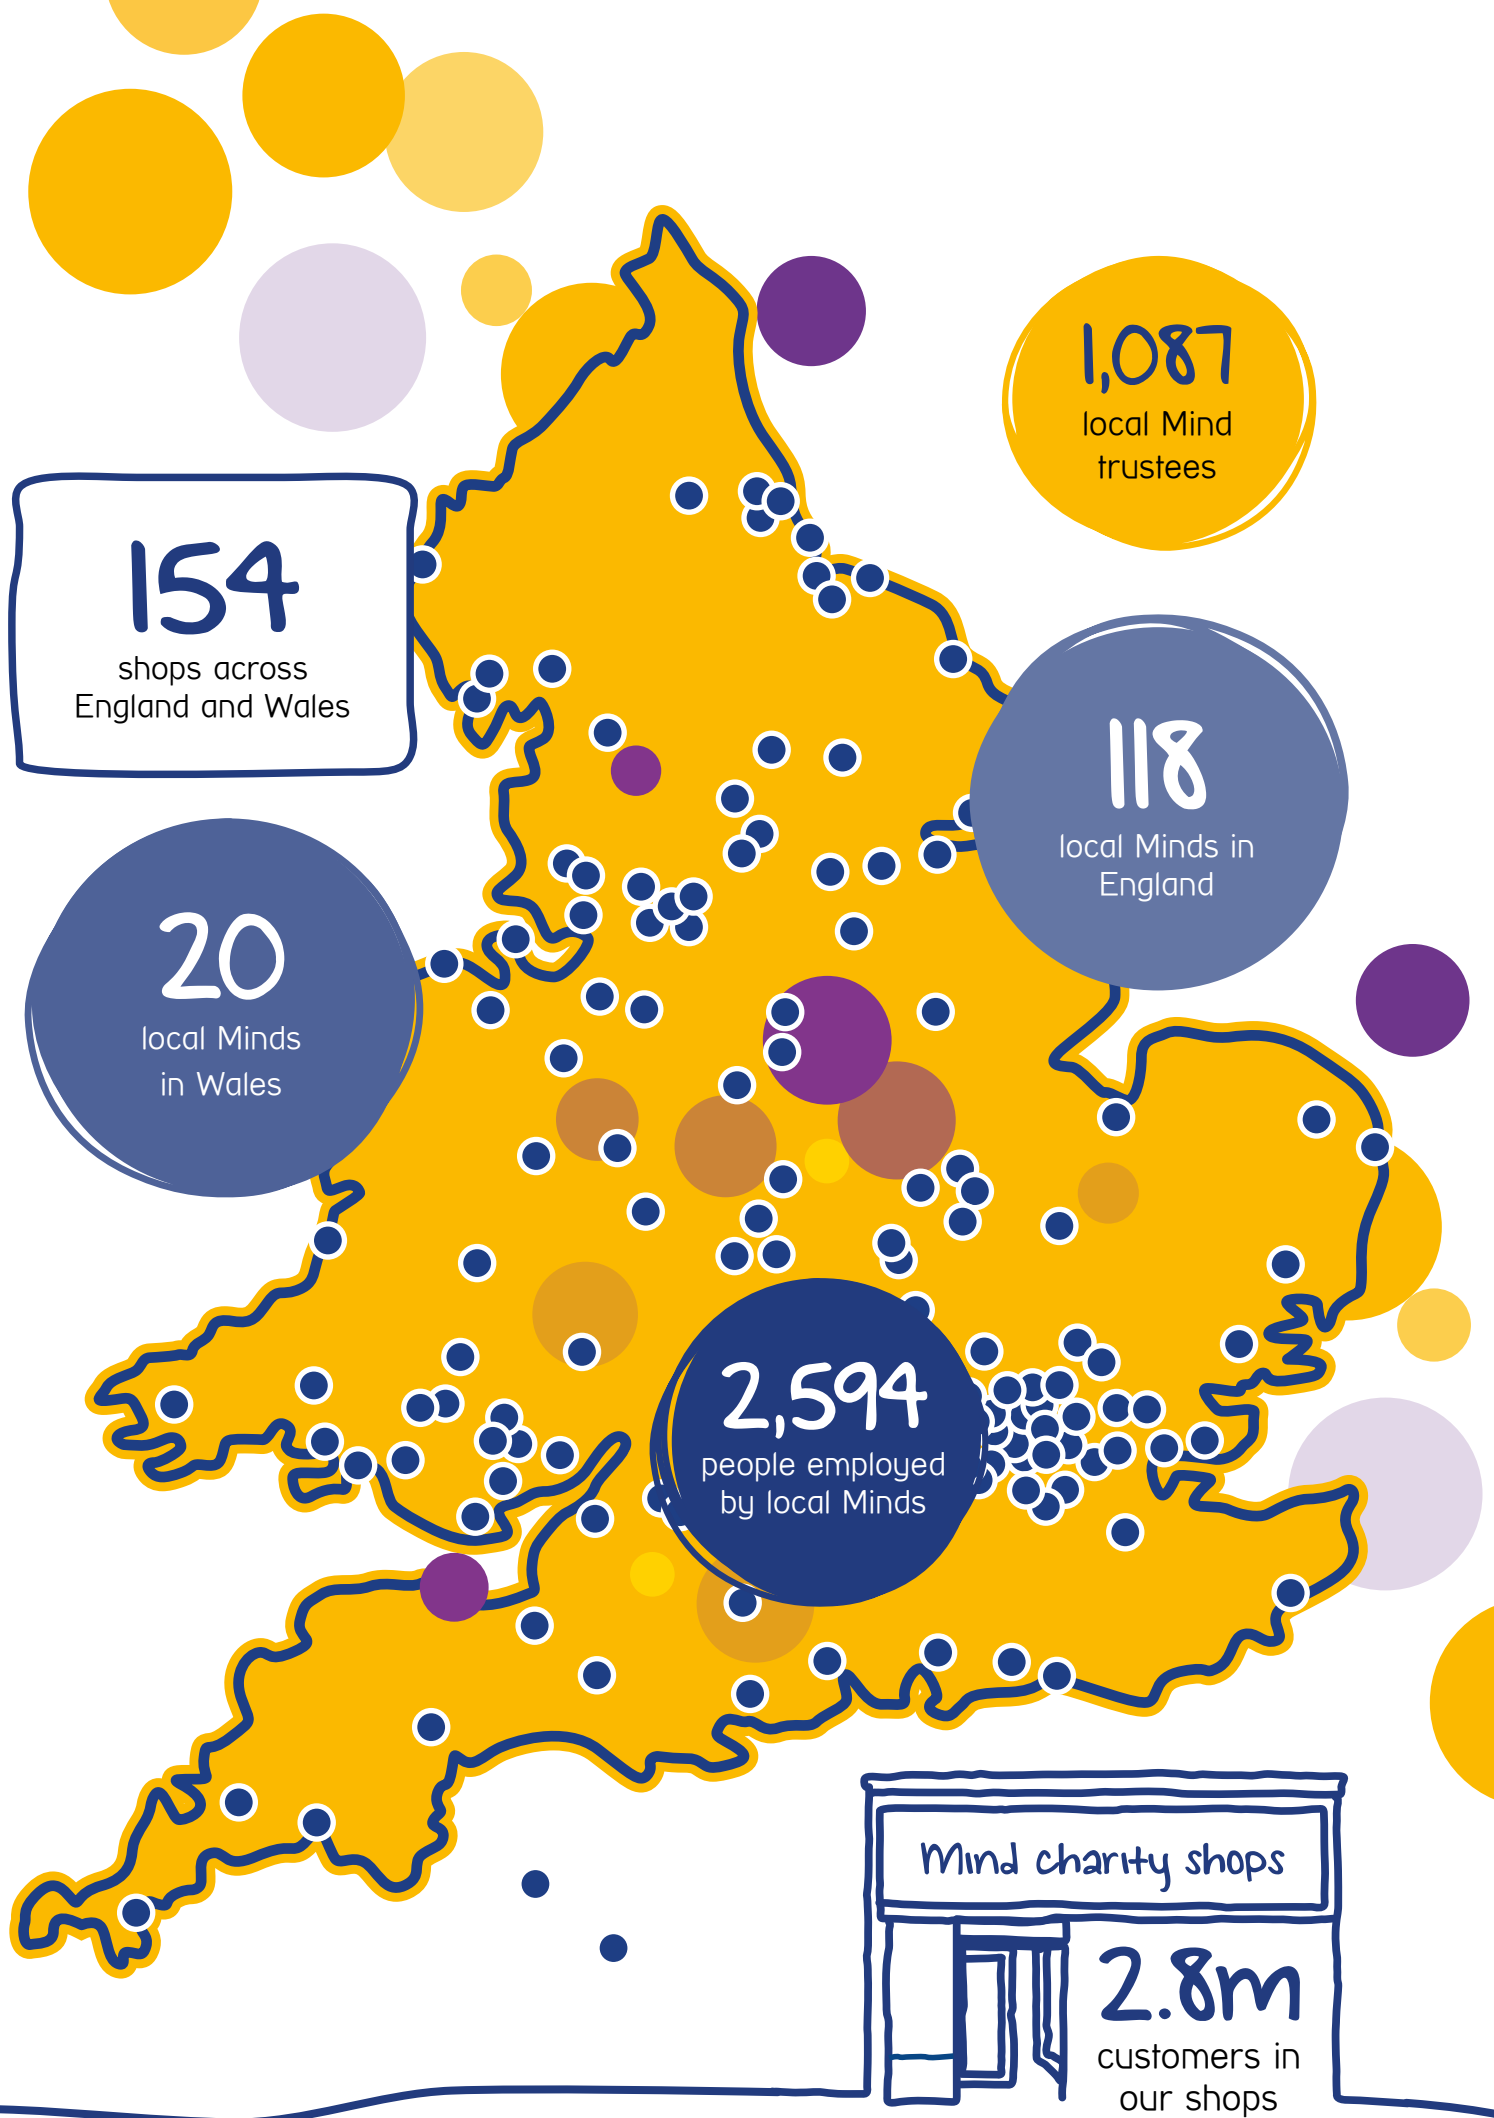 1,087
local Mind
trustees
154
shops across
England and Wales
118
local Minds in
England
20
local Minds
in Wales
2,594
people employed
by local Minds
Mind charity shops
2.8m
customers in
our shops